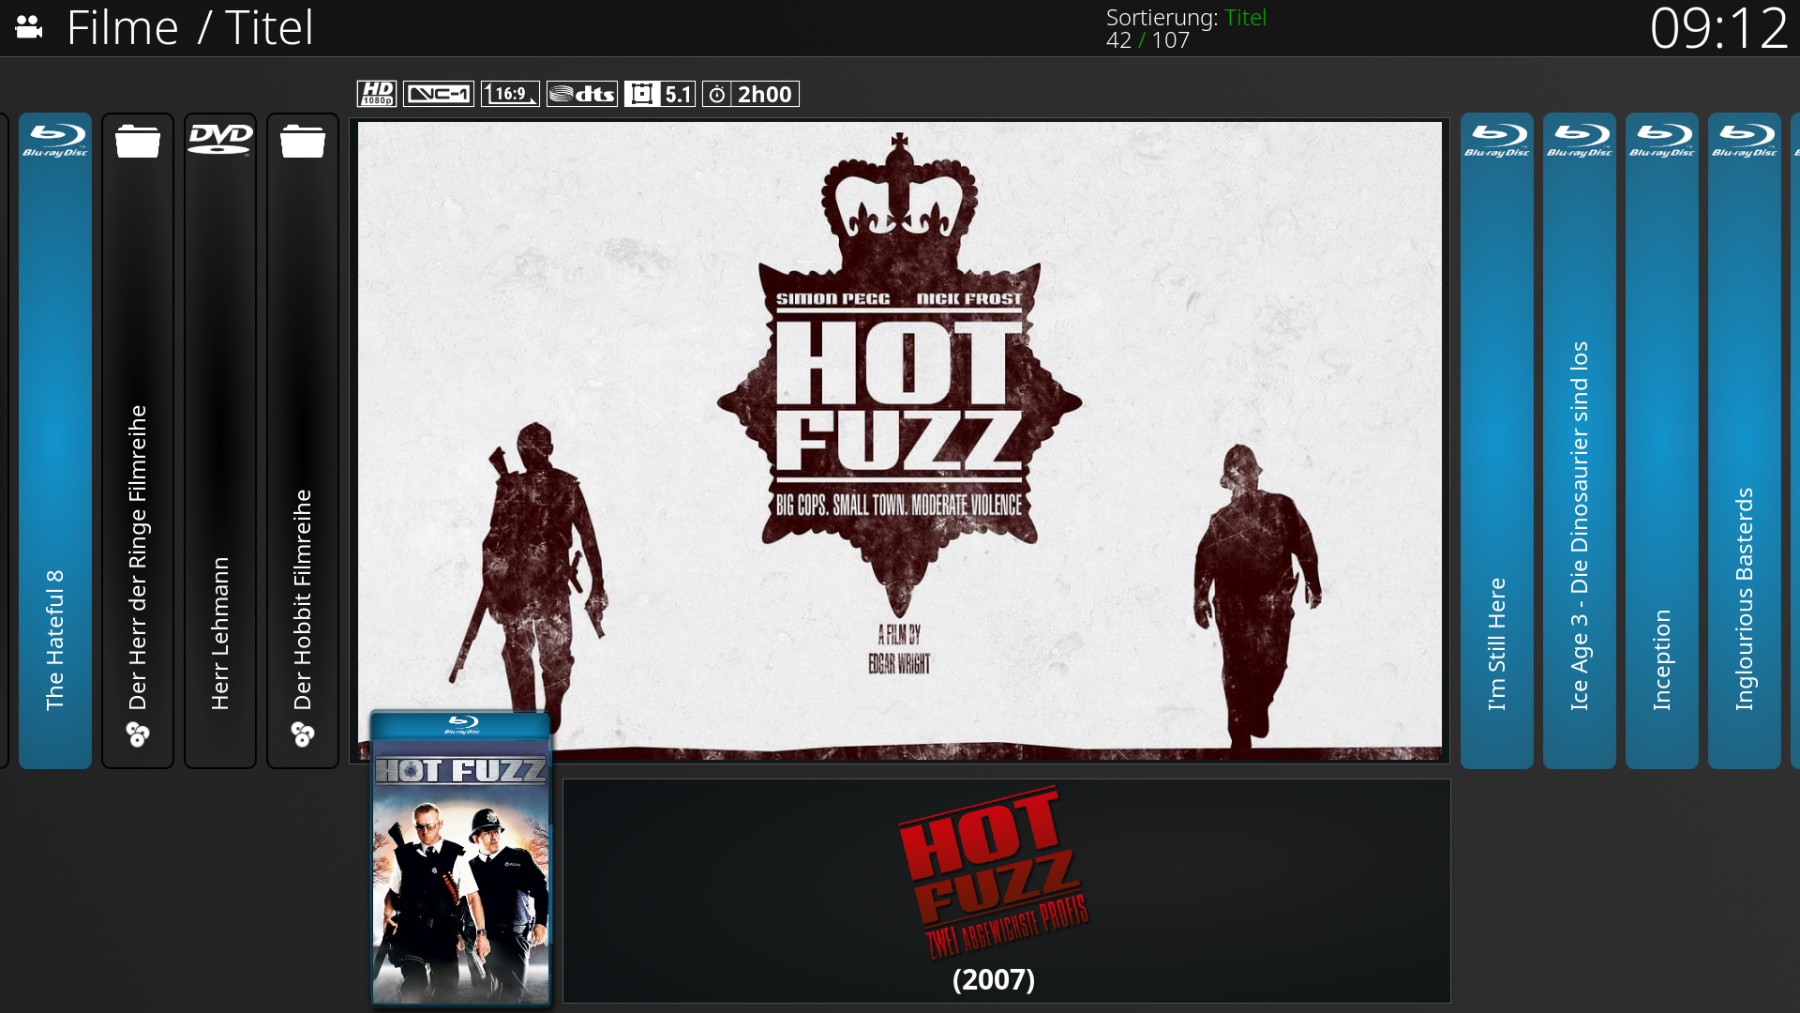 Filme / Titel
Sortierung: Titel
42 / 107
09:12
HD 1080p
VC-1
16:9
dts
5.1
2h00
Blu-ray Disc
The Hateful 8
Der Herr der Ringe Filmreihe
DVD
Herr Lehmann
Der Hobbit Filmreihe
SIMON PEGG NICK FROST
HOT
FUZZ
BIG COPS. SMALL TOWN. MODERATE VIOLENCE
A FILM BY
EDGAR WRIGHT
Blu-ray Disc
I'm Still Here
Blu-ray Disc
Ice Age 3 - Die Dinosaurier sind los
Blu-ray Disc
Inception
Blu-ray Disc
Inglourious Basterds
Blu-ray Disc
HOT FUZZ
HOT
FUZZ
ZWEI ABGEWICHSTE PROFIS
(2007)